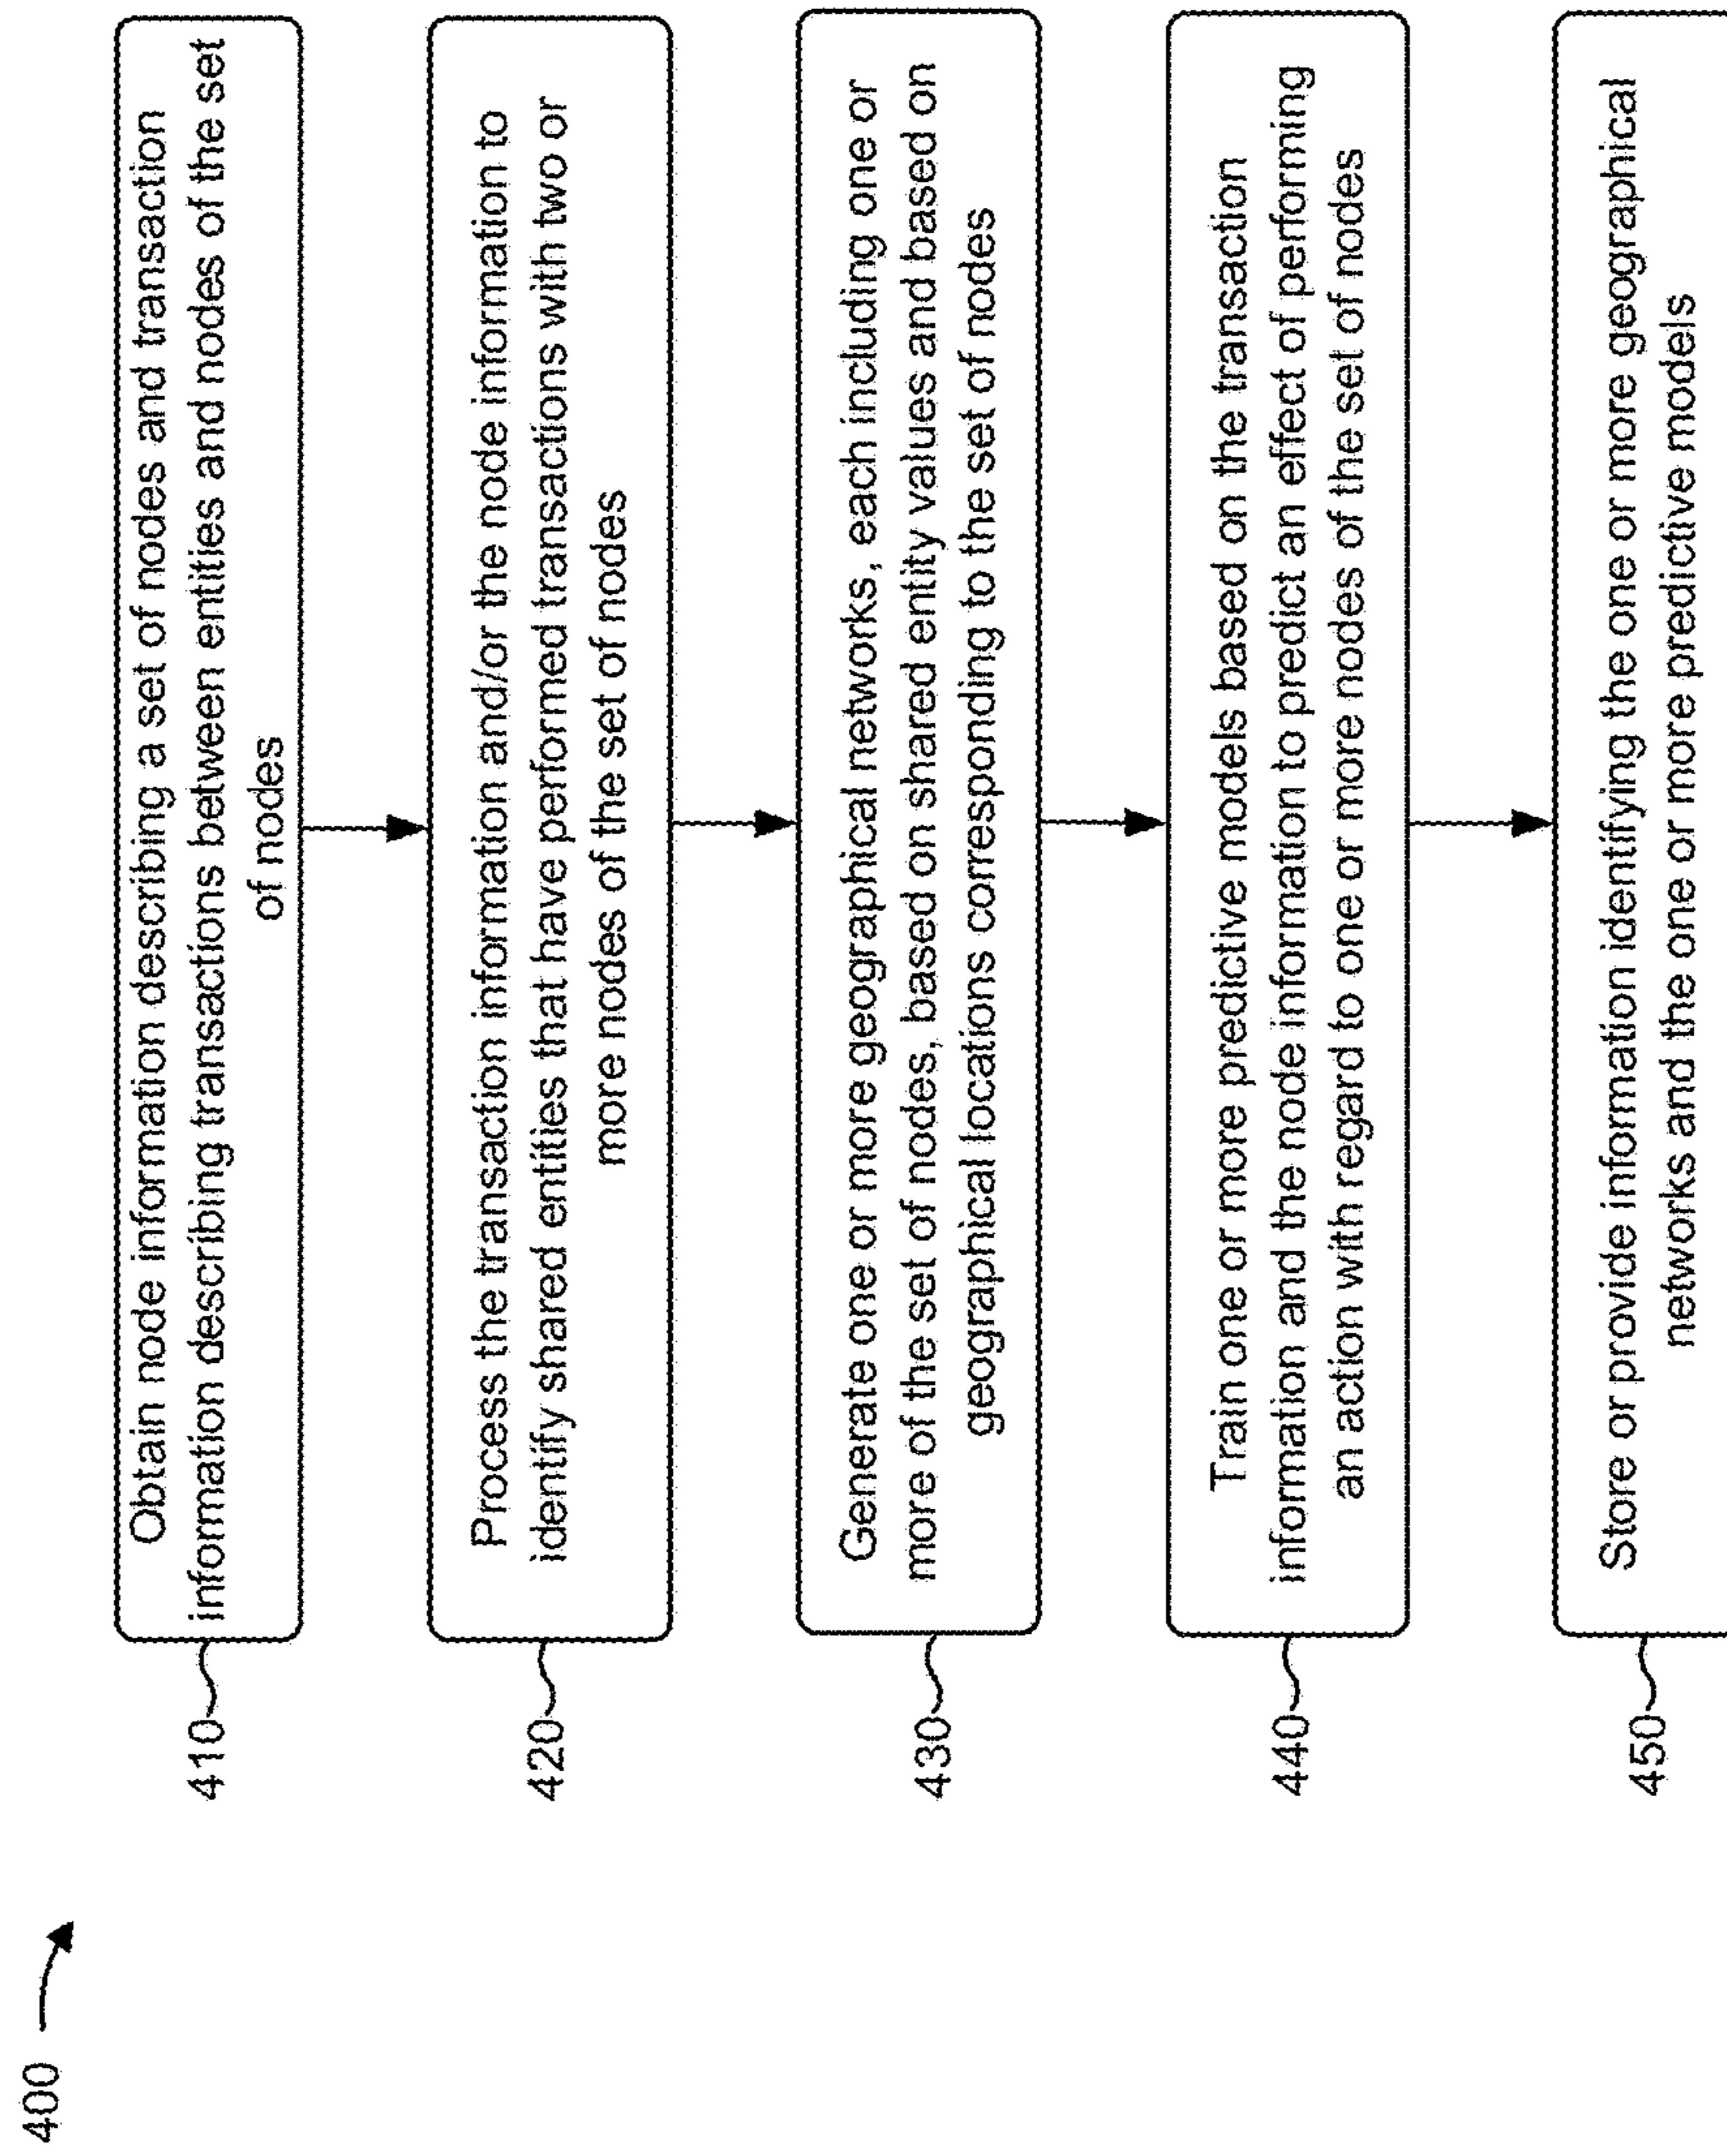 400
410
Obtain node information describing a set of nodes and transaction
information describing transactions between entities and nodes of the set
of nodes
420
Process the transaction information and/or the node information to
identify shared entities that have performed transactions with two or
more nodes of the set of nodes
430
Generate one or more geographical networks, each including one or
more of the set of nodes, based on shared entity values and based on
geographical locations corresponding to the set of nodes
440
Train one or more predictive models based on the transaction
information and the node information to predict an effect of performing
an action with regard to one or more nodes of the set of nodes
450
Store or provide information identifying the one or more geographical
networks and the one or more predictive models